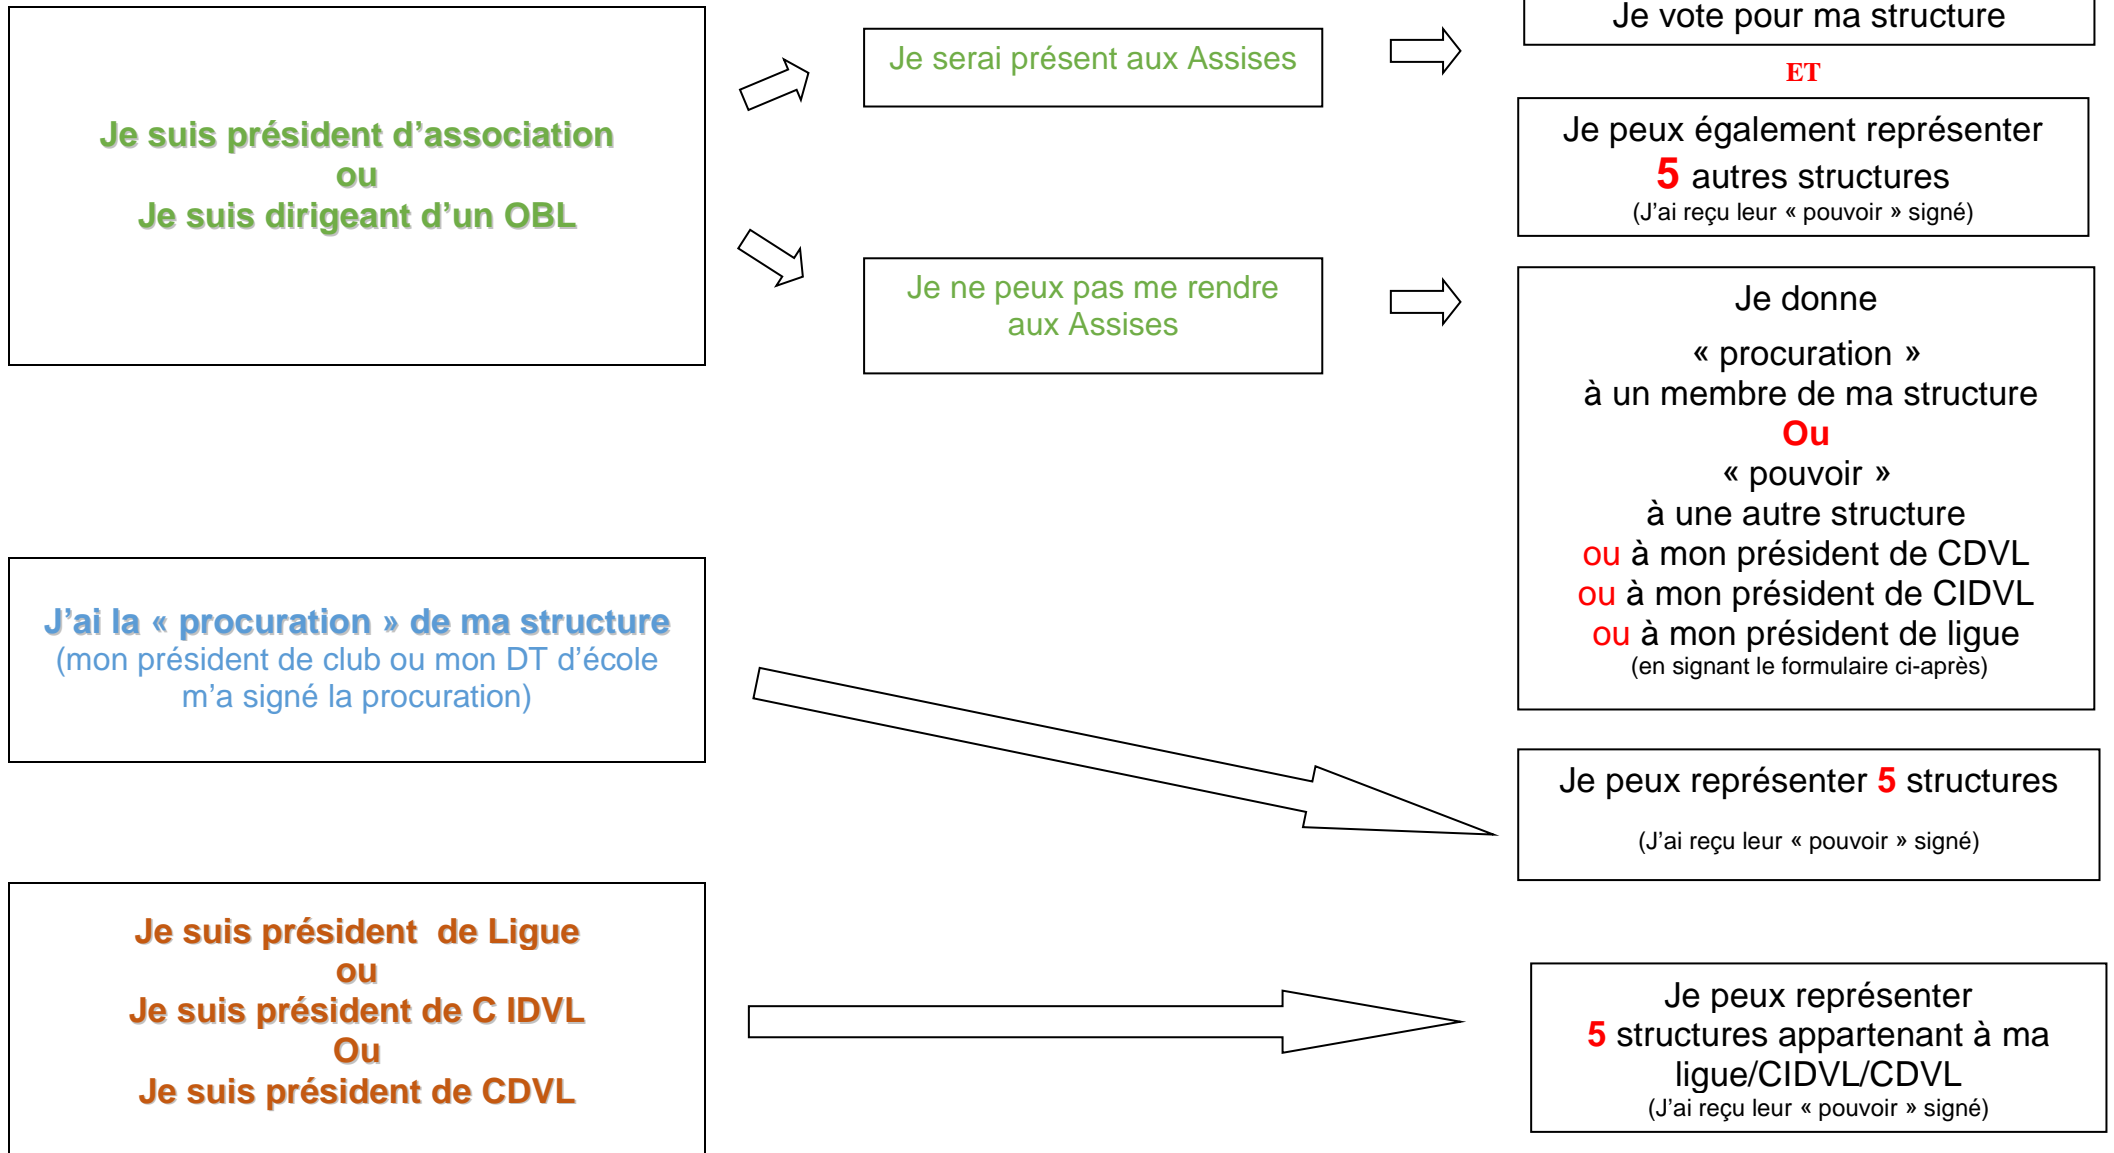 Je suis président d’association
ou
Je suis dirigeant d’un OBL
Je serai présent aux Assises
Je vote pour ma structure
ET
Je peux également représenter
5 autres structures
(J’ai reçu leur « pouvoir » signé)
Je ne peux pas me rendre
aux Assises
Je donne
« procuration »
à un membre de ma structure
Ou
« pouvoir »
à une autre structure
ou à mon président de CDVL
ou à mon président de CIDVL
ou à mon président de ligue
(en signant le formulaire ci-après)
J’ai la « procuration » de ma structure
(mon président de club ou mon DT d’école
m’a signé la procuration)
Je peux représenter 5 structures
(J’ai reçu leur « pouvoir » signé)
Je suis président de Ligue
ou
Je suis président de C IDVL
Ou
Je suis président de CDVL
Je peux représenter
5 structures appartenant à ma
ligue/CIDVL/CDVL
(J’ai reçu leur « pouvoir » signé)